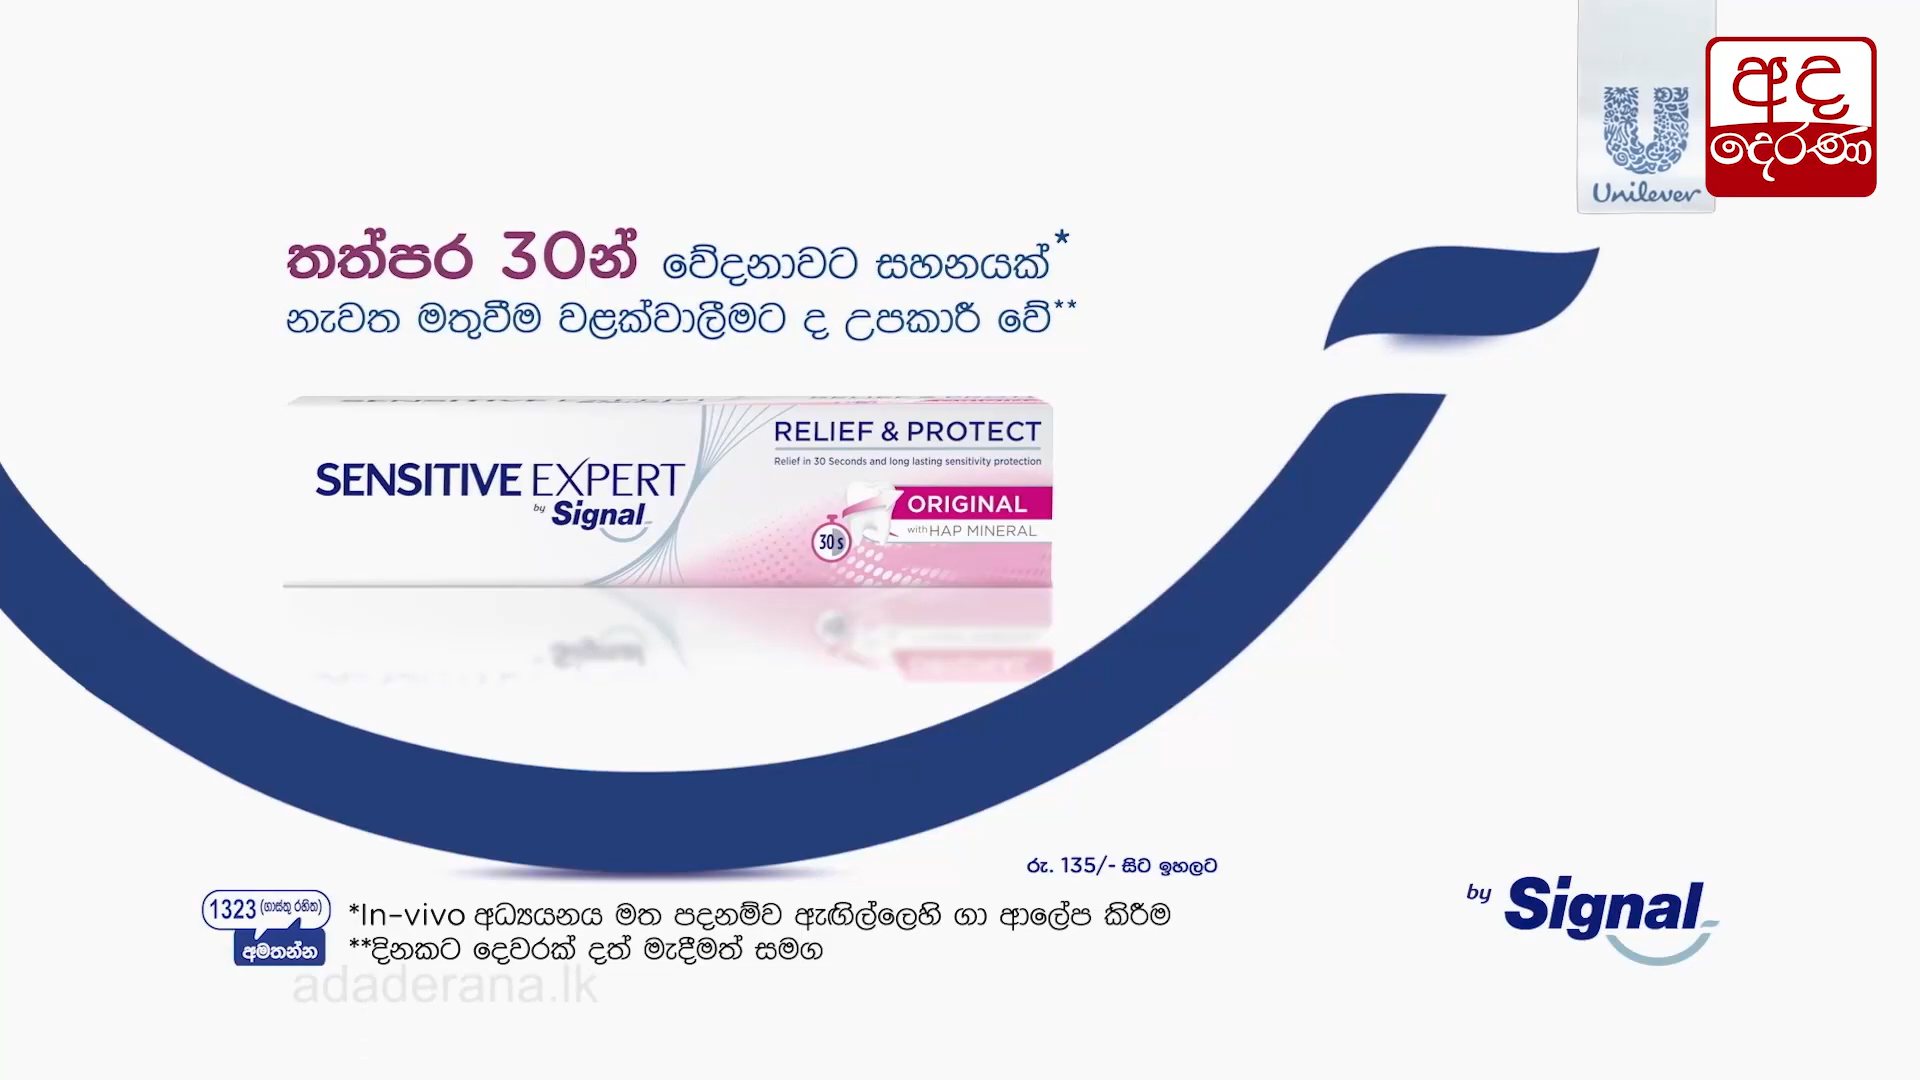 Unilever
අද
දෙරණ
තත්පර 30න් වේදනාවට සහනයක්*
නැවත මතුවීම වළක්වාලීමට ද උපකාරී වේ**
RELIEF & PROTECT
Relief in 30 Seconds and long lasting sensitivity protection
SENSITIVE EXPERT
by Signal
ORIGINAL
with HAP MINERAL
30 s
රු. 135/- සිට ඉහලට
1323 (ගාස්තු රහිත)
අමතන්න
*In-vivo අධ්‍යයනය මත පදනම්ව ඇඟිල්ලෙහි ගා ආලේප කිරීම
**දිනකට දෙවරක් දත් මැදීමත් සමග
by Signal
adaderana.lk